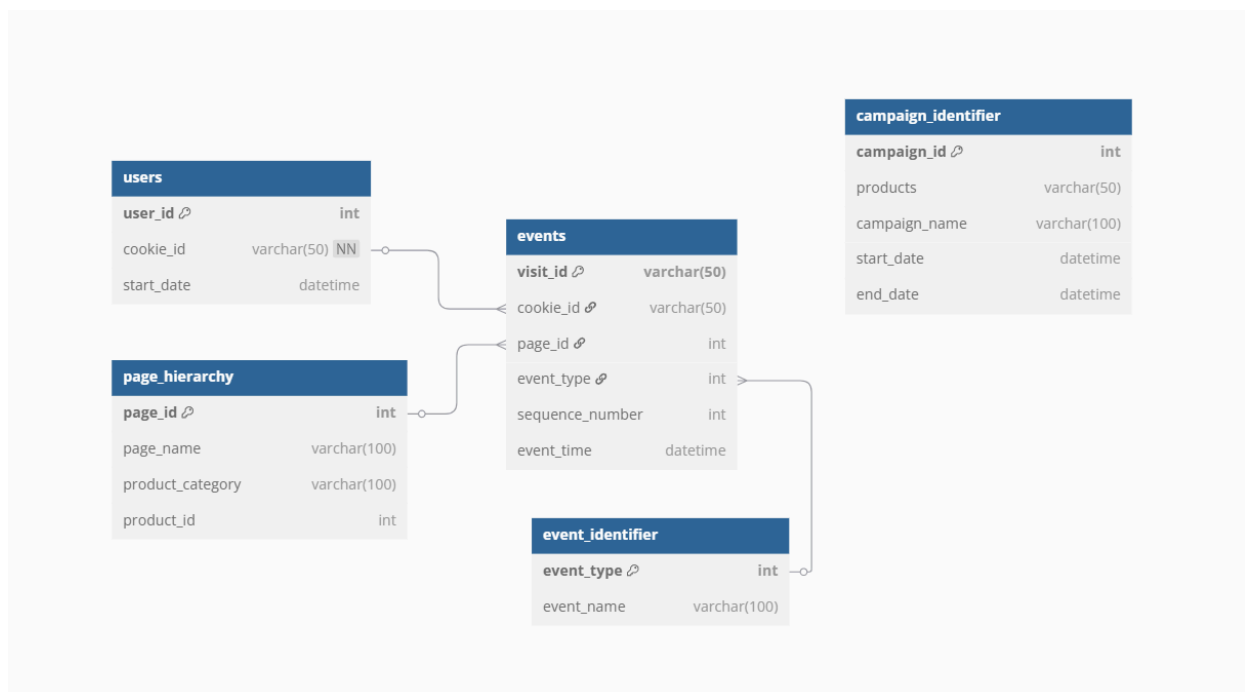 users
user_id int
cookie_id varchar(50) NN
start_date datetime
page_hierarchy
page_id int
page_name varchar(100)
product_category varchar(100)
product_id int
events
visit_id varchar(50)
cookie_id varchar(50)
page_id int
event_type int
sequence_number int
event_time datetime
event_identifier
event_type int
event_name varchar(100)
campaign_identifier
campaign_id int
products varchar(50)
campaign_name varchar(100)
start_date datetime
end_date datetime